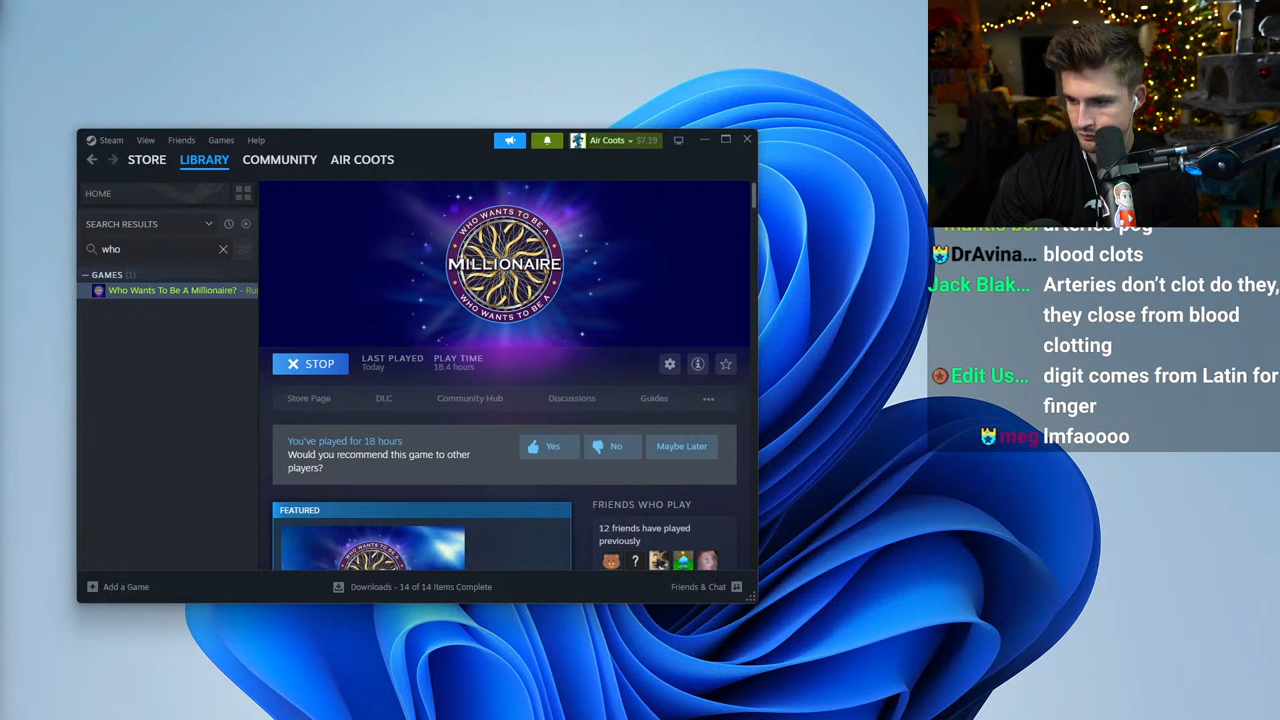 Steam View Friends Games Help
Air Coots $7.19
STORE LIBRARY COMMUNITY AIR COOTS
HOME
SEARCH RESULTS
who
GAMES (1)
Who Wants To Be A Millionaire? - Ru
WHO WANTS TO BE A
MILLIONAIRE
WHO WANTS TO BE A
STOP
LAST PLAYED
Today
PLAY TIME
18.4 hours
Store Page DLC Community Hub Discussions Guides
You've played for 18 hours
Would you recommend this game to other
players?
Yes No Maybe Later
FEATURED
FRIENDS WHO PLAY
12 friends have played
previously
Add a Game
Downloads - 14 of 14 Items Complete
Friends & Chat
DrAvina... blood clots
Jack Blak... Arteries don't clot do they,
they close from blood
clotting
Edit Us... digit comes from Latin for
finger
meg lmfaoooo